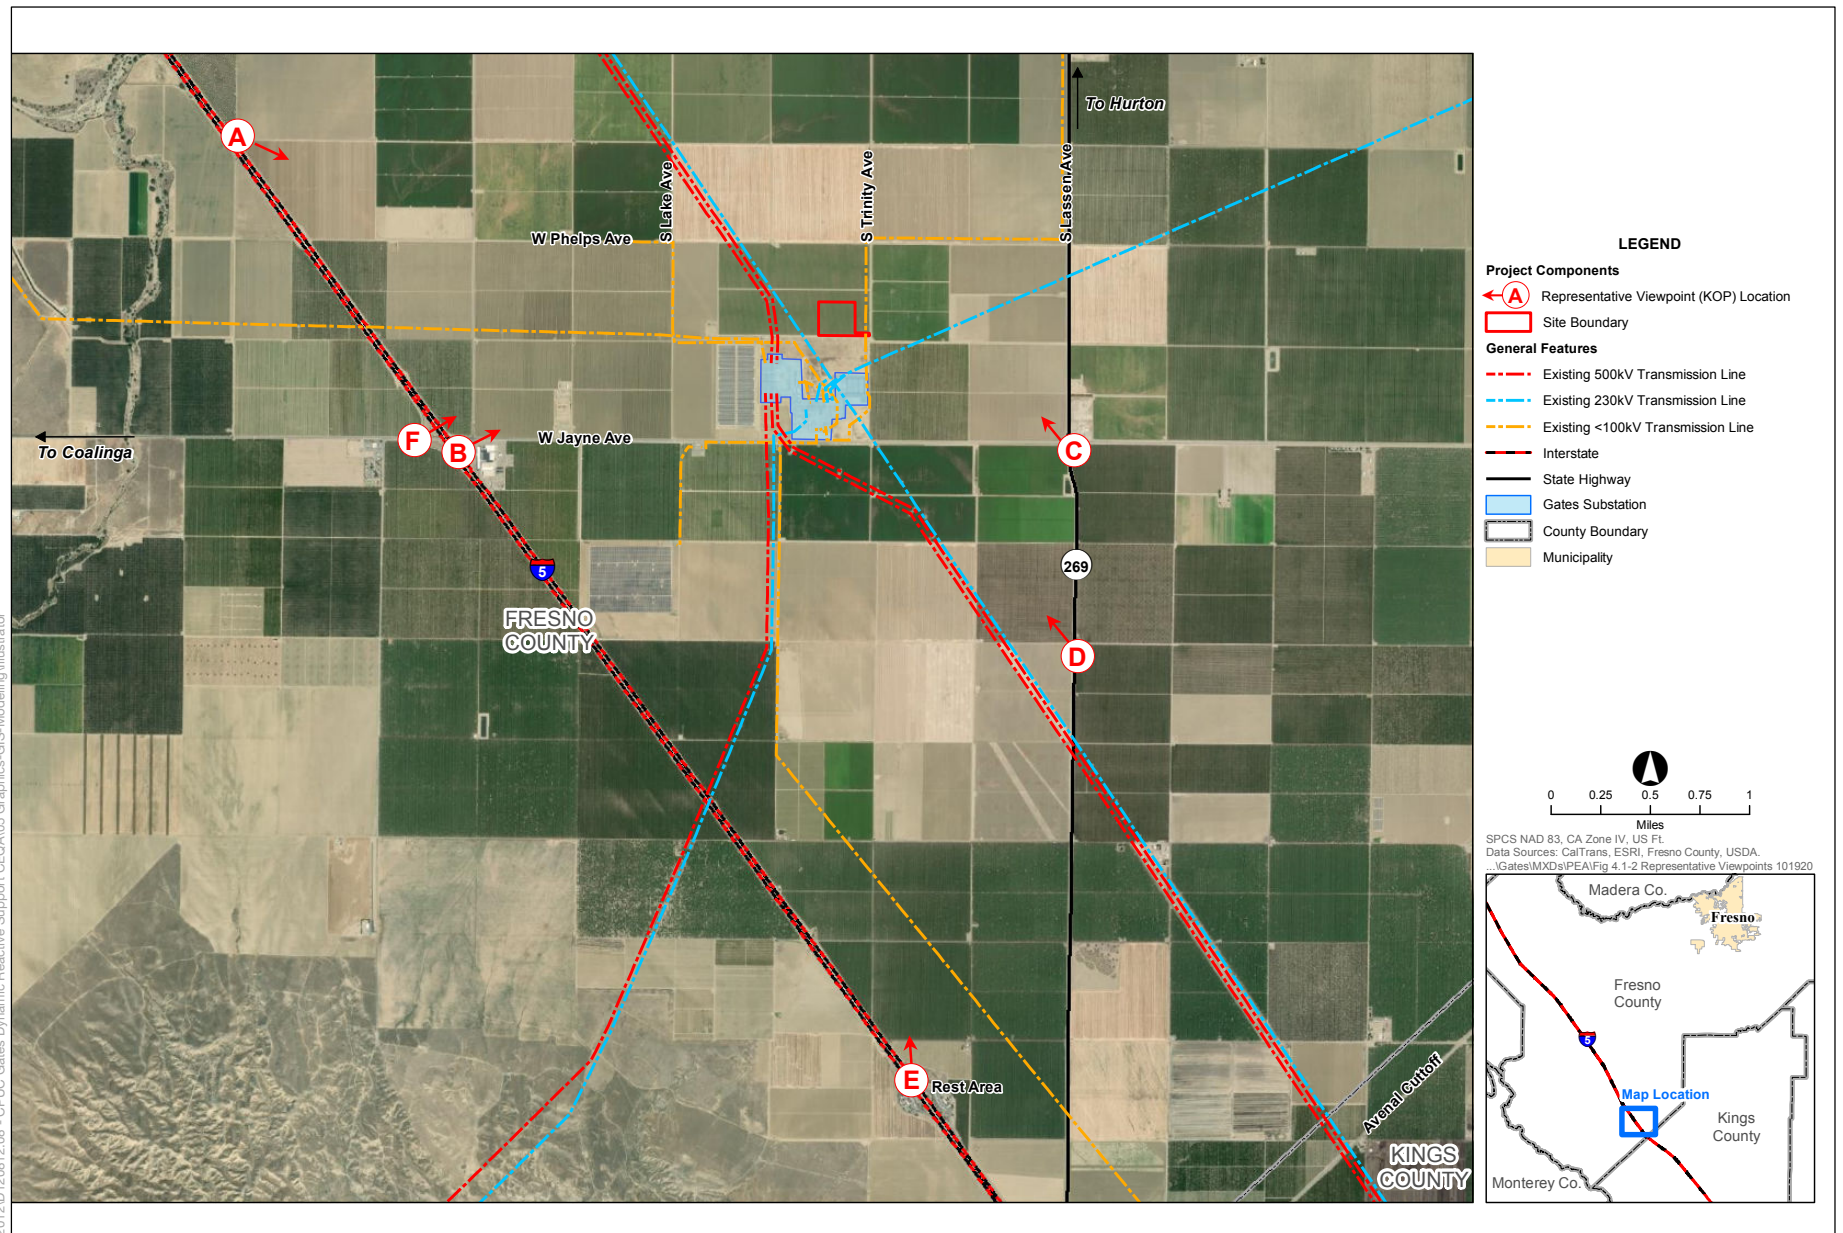 To Hurton
A
S Lake Ave
S Trinity Ave
S Lassen Ave
W Phelps Ave
To Coalinga
F
B
W Jayne Ave
C
5
269
FRESNO
COUNTY
D
E
Rest Area
Avenal Cuttoff
KINGS
COUNTY
LEGEND
Project Components
A Representative Viewpoint (KOP) Location
Site Boundary
General Features
Existing 500kV Transmission Line
Existing 230kV Transmission Line
Existing <100kV Transmission Line
Interstate
State Highway
Gates Substation
County Boundary
Municipality
0 0.25 0.5 0.75 1
Miles
SPCS NAD 83, CA Zone IV, US Ft.
Data Sources: CalTrans, ESRI, Fresno County, USDA.
...\Gates\MXDs\PEA\Fig 4.1-2 Representative Viewpoints 101920
Madera Co.
Fresno
Fresno
County
5
Map Location
Kings
County
Monterey Co.